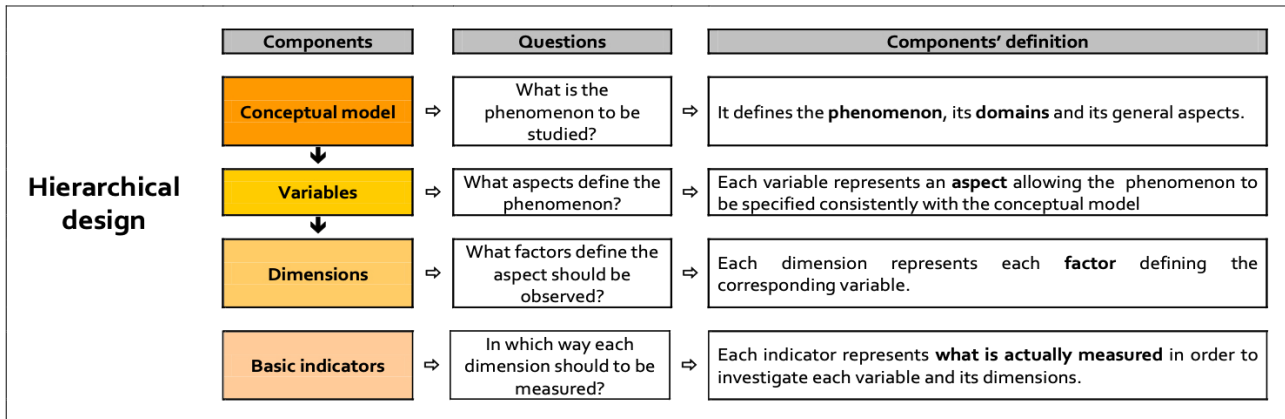 Components
Questions
Components' definition
Hierarchical
design
Conceptual model
⇨
What is the
phenomenon to be
studied?
⇨
It defines the phenomenon, its domains and its general aspects.
🡻
Variables
⇨
What aspects define the
phenomenon?
⇨
Each variable represents an aspect allowing the phenomenon to
be specified consistently with the conceptual model
🡻
Dimensions
⇨
What factors define the
aspect should be
observed?
⇨
Each dimension represents each factor defining the
corresponding variable.
Basic indicators
⇨
In which way each
dimension should to be
measured?
⇨
Each indicator represents what is actually measured in order to
investigate each variable and its dimensions.